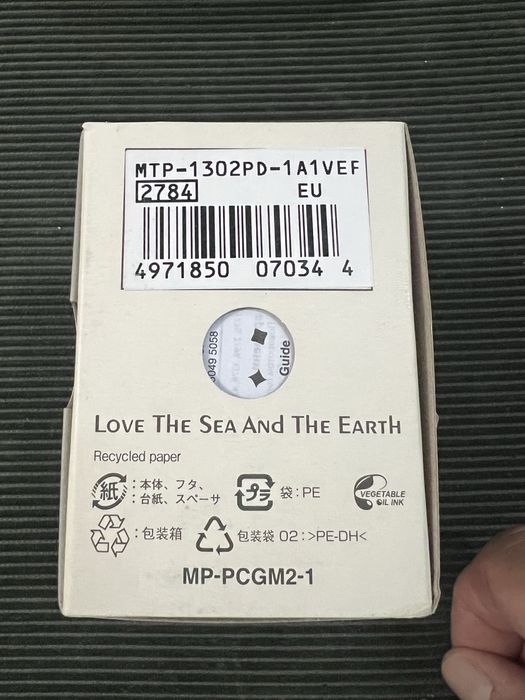 MTP-1302PD-1A1VEF
2784 EU
4971850 07034 4
0049 5058
Guide
LOVE THE SEA AND THE EARTH
Recycled paper
紙 :本体、フタ、
:台紙、スペーサ
プラ 袋:PE
VEGETABLE
OIL INK
:包装箱
包装袋 02:>PE-DH<
MP-PCGM2-1